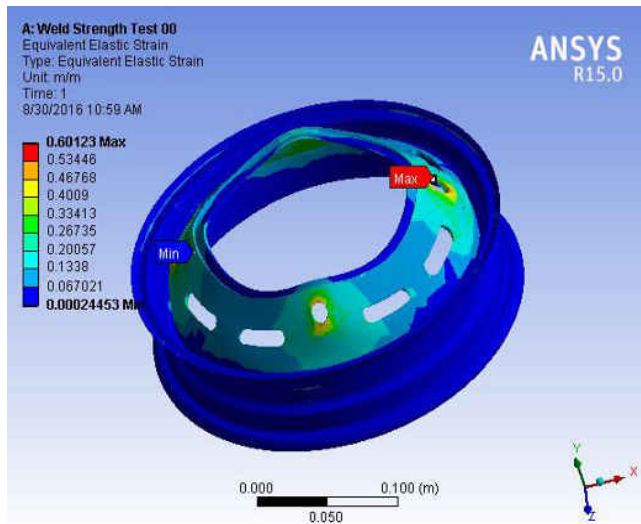 A: Weld Strength Test 00
Equivalent Elastic Strain
Type: Equivalent Elastic Strain
Unit: m/m
Time: 1
8/30/2016 10:59 AM
ANSYS
R15.0
0.60123 Max
0.53446
0.46768
0.4009
0.33413
0.26735
0.20057
0.1338
0.067021
0.00024453 Min
Max
Min
0.000
0.100 (m)
0.050
Y
X
Z